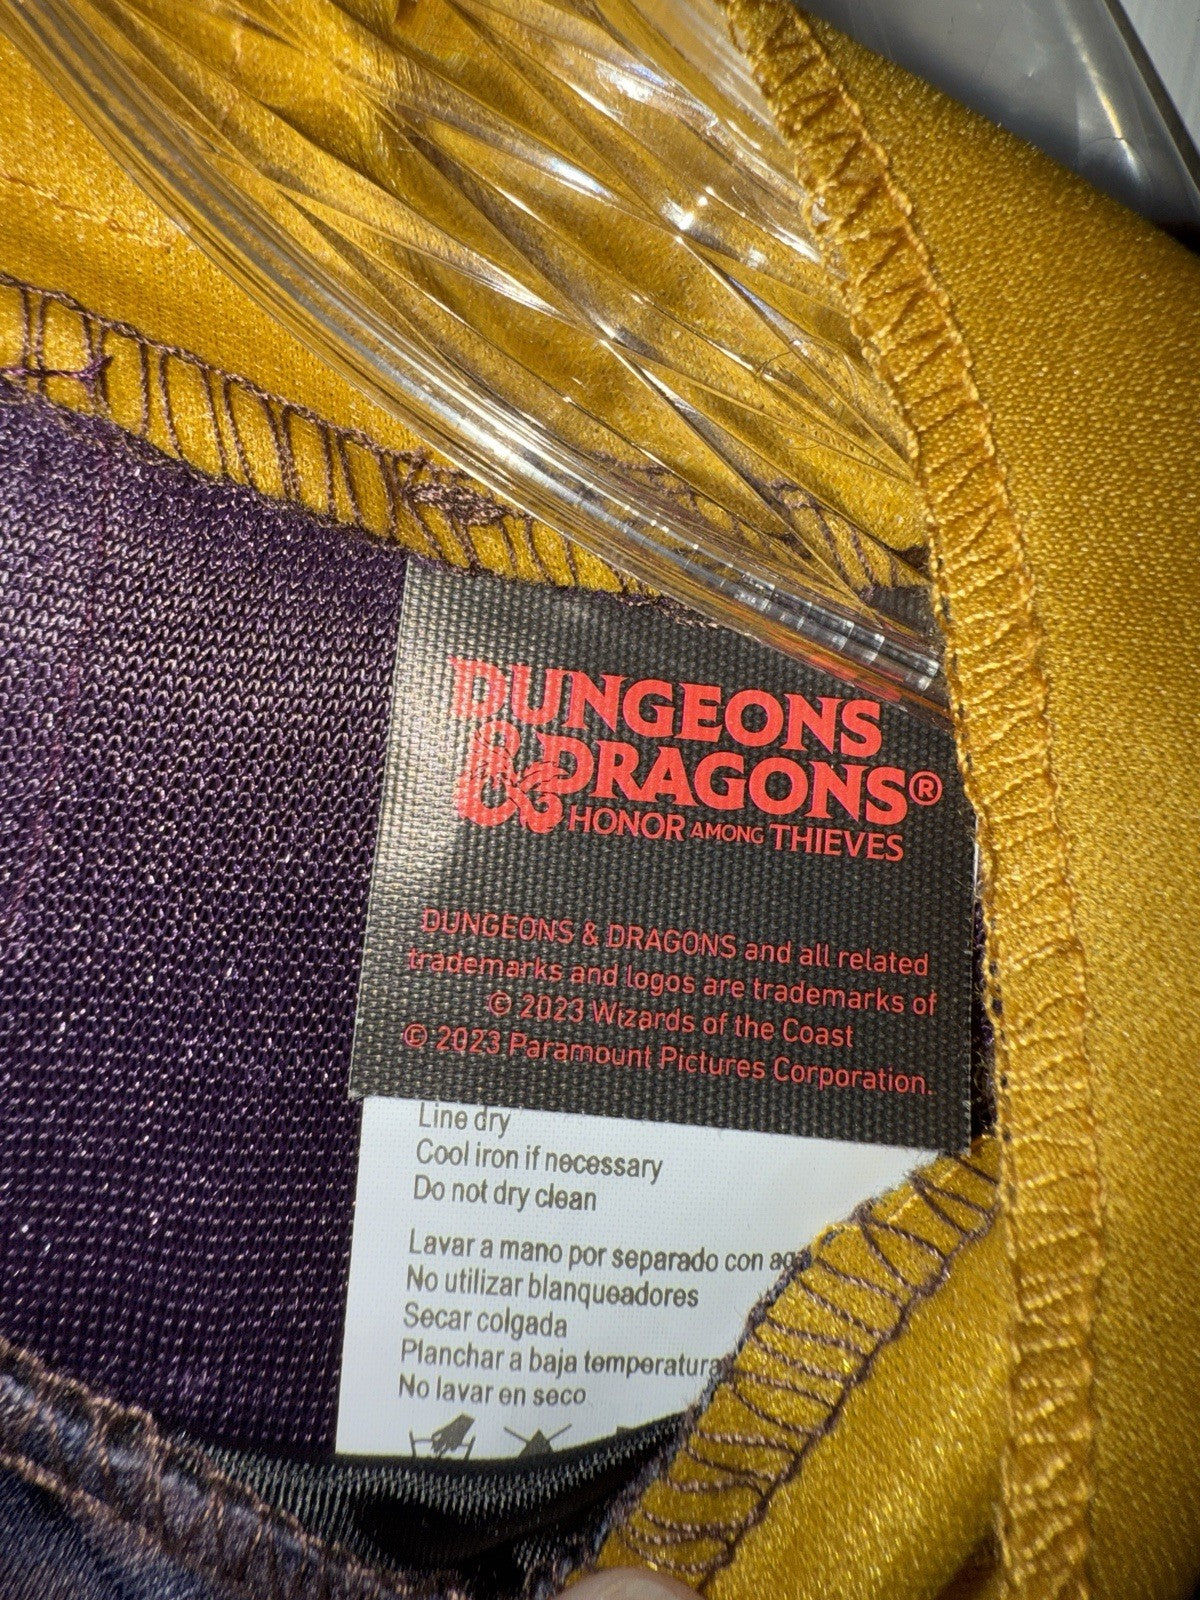 DUNGEONS
& DRAGONS®
HONOR AMONG THIEVES
DUNGEONS & DRAGONS and all related
trademarks and logos are trademarks of
© 2023 Wizards of the Coast
© 2023 Paramount Pictures Corporation.
Line dry
Cool iron if necessary
Do not dry clean
Lavar a mano por separado con
No utilizar blanqueadores
Secar colgada
Planchar a baja temperatura
No lavar en seco